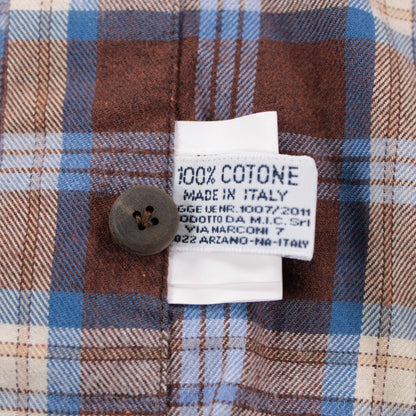 100% COTONE
MADE IN ITALY
GGE UE NR. 1007/2011
ODOTTO DA M.I.C. Srl
VIA MARCONI 7
022 ARZANO-NA-ITALY